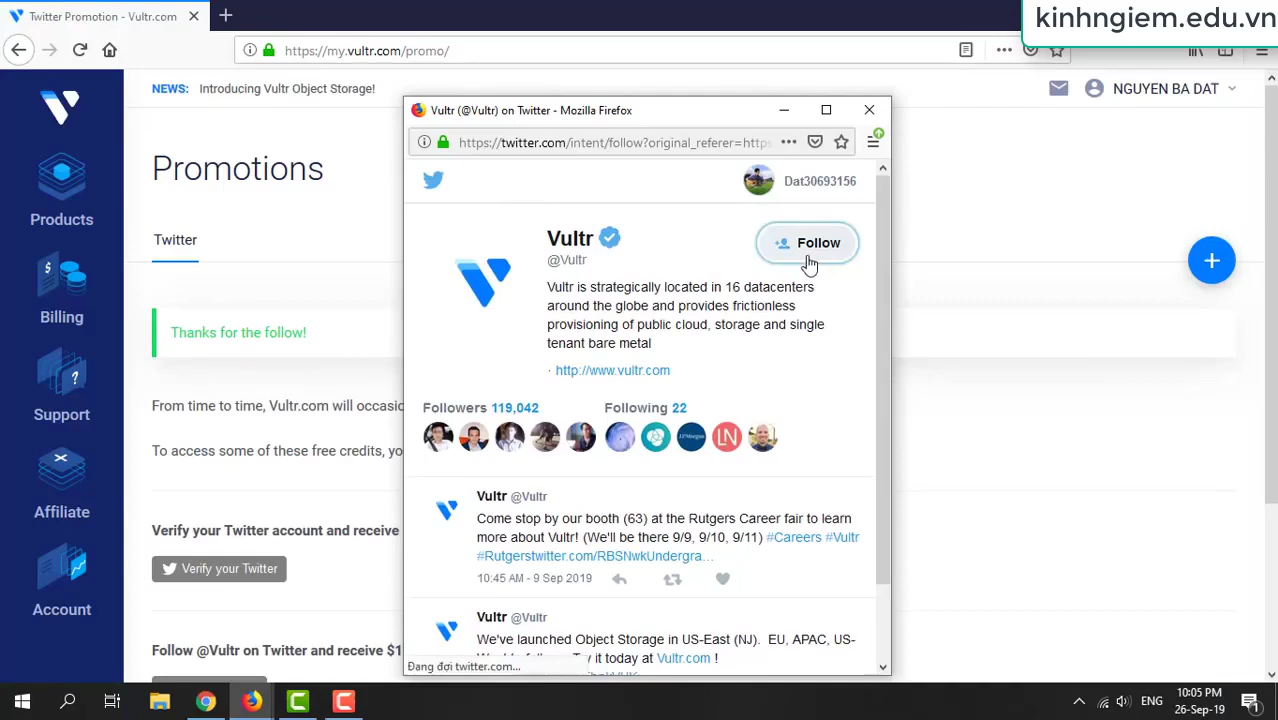 Twitter Promotion - Vultr.com
kinhngiem.edu.vn
https://my.vultr.com/promo/
NEWS: Introducing Vultr Object Storage!
NGUYEN BA DAT
Promotions
Twitter
Products
Billing
Support
Affiliate
Account
Thanks for the follow!
From time to time, Vultr.com will occasio
To access some of these free credits, yo
Verify your Twitter account and receive
Verify your Twitter
Follow @Vultr on Twitter and receive $1
Vultr (@Vultr) on Twitter - Mozilla Firefox
https://twitter.com/intent/follow?original_referer=https
Dat30693156
Vultr
@Vultr
Follow
Vultr is strategically located in 16 datacenters
around the globe and provides frictionless
provisioning of public cloud, storage and single
tenant bare metal
· http://www.vultr.com
Followers 119,042 Following 22
J.P.Morgan
LN
Vultr @Vultr
Come stop by our booth (63) at the Rutgers Career fair to learn
more about Vultr! (We'll be there 9/9, 9/10, 9/11) #Careers #Vultr
#Rutgerstwitter.com/RBSNwkUndergra…
10:45 AM - 9 Sep 2019
Vultr @Vultr
We've launched Object Storage in US-East (NJ). EU, APAC, US-
it today at Vultr.com !
Đang đợi twitter.com...
ENG
10:05 PM
26-Sep-19
1